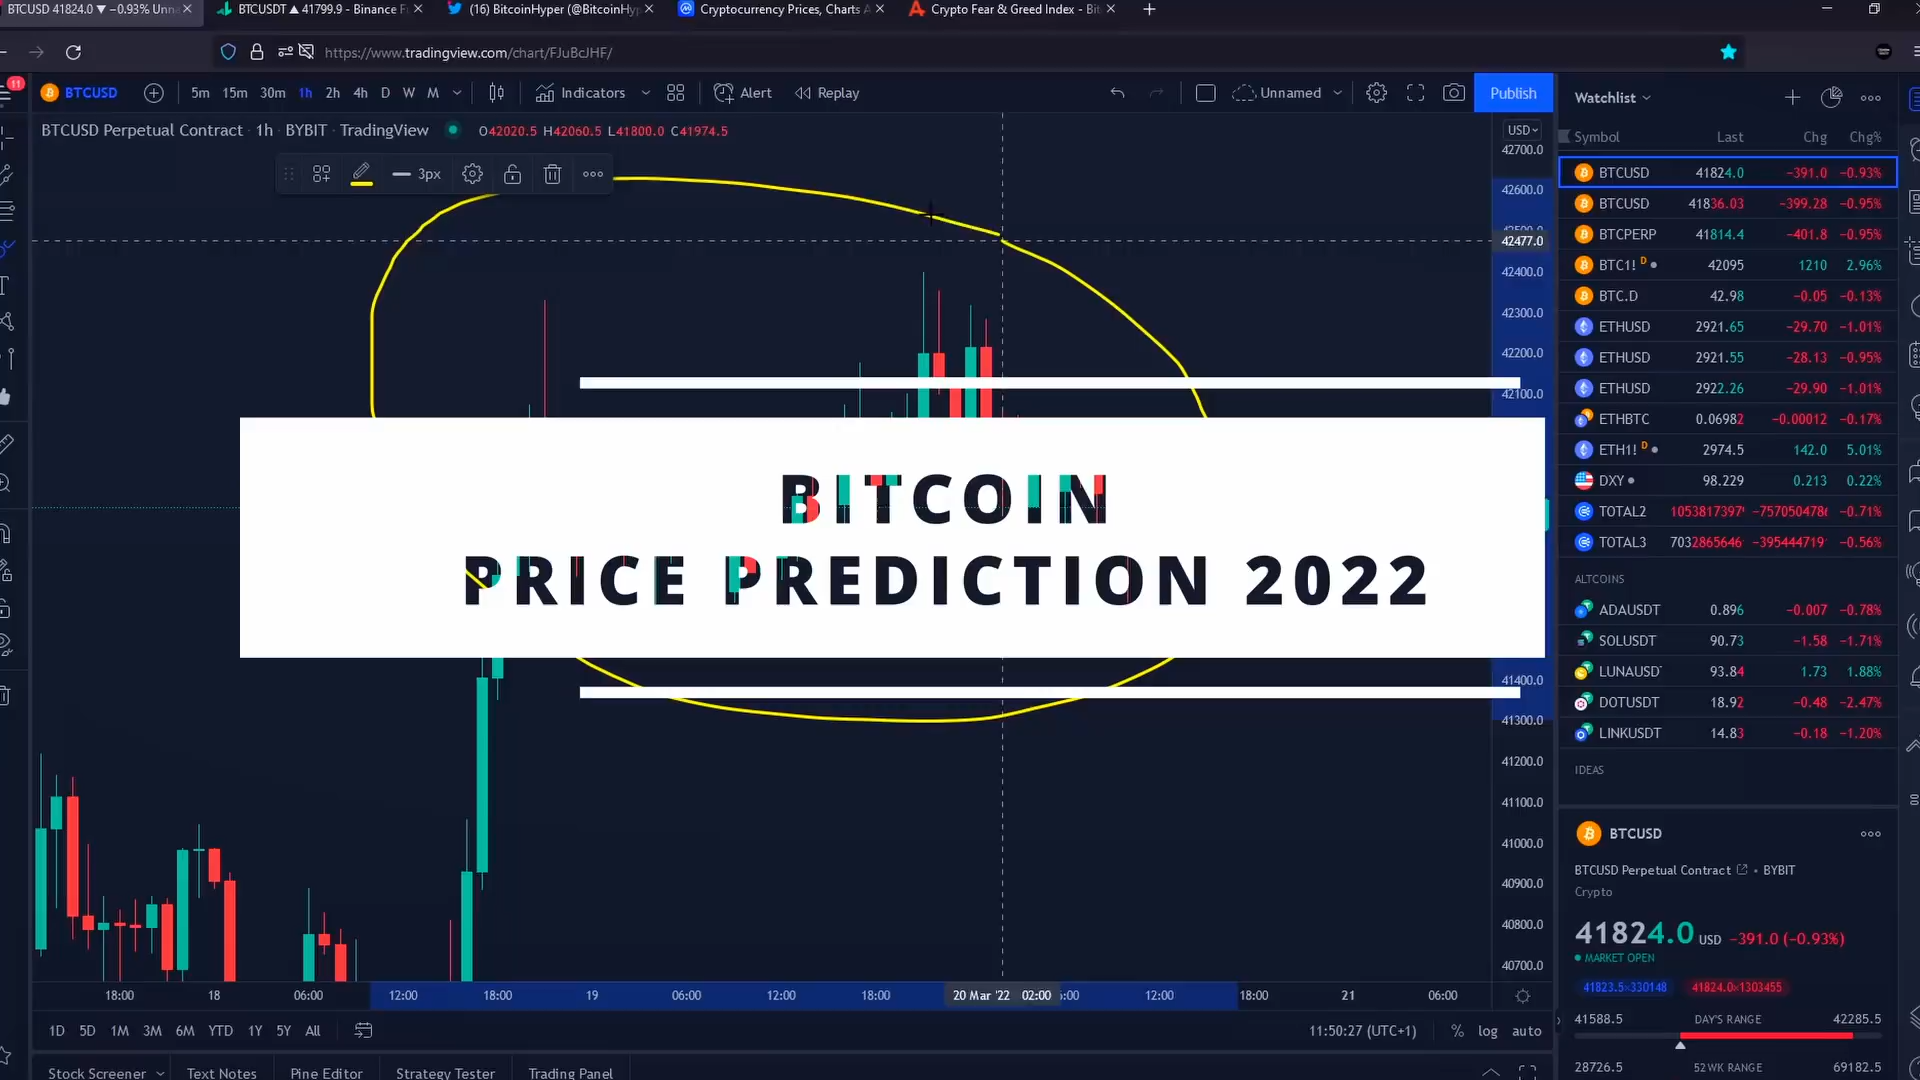 BTCUSD 41824.0 ▼ −0.93% Unna
BTCUSDT ▲ 41799.9 - Binance Fu
(16) BitcoinHyper (@BitcoinHy
Cryptocurrency Prices, Charts A
Crypto Fear & Greed Index - Bit
https://www.tradingview.com/chart/FJuBcJHF/
11
BTCUSD 5m 15m 30m 1h 2h 4h D W M Indicators Alert Replay Unnamed Publish
BTCUSD Perpetual Contract · 1h · BYBIT · TradingView O42020.5 H42060.5 L41800.0 C41974.5
3px
USD
42700.0
42600.0
42477.0
42400.0
42300.0
42200.0
42100.0
BITCOIN
PRICE PREDICTION 2022
41400.0
41300.0
41200.0
41100.0
41000.0
40900.0
40800.0
40700.0
18:00 18 06:00 12:00 18:00 19 06:00 12:00 18:00 20 Mar '22 02:00 12:00 18:00 21 06:00
1D 5D 1M 3M 6M YTD 1Y 5Y All 11:50:27 (UTC+1) % log auto
Stock Screener Text Notes Pine Editor Strategy Tester Trading Panel
Watchlist
Symbol Last Chg Chg%
BTCUSD 41824.0 −391.0 −0.93%
BTCUSD 41836.03 −399.28 −0.95%
BTCPERP 41814.4 −401.8 −0.95%
BTC1! D 42095 1210 2.96%
BTC.D 42.98 −0.05 −0.13%
ETHUSD 2921.65 −29.70 −1.01%
ETHUSD 2921.55 −28.13 −0.95%
ETHUSD 2922.26 −29.90 −1.01%
ETHBTC 0.06982 −0.00012 −0.17%
ETH1! D 2974.5 142.0 5.01%
DXY 98.229 0.213 0.22%
TOTAL2 1053817397 −757050478 −0.71%
TOTAL3 7032865646 −394444719 −0.56%
ALTCOINS
ADAUSDT 0.896 −0.007 −0.78%
SOLUSDT 90.73 −1.58 −1.71%
LUNAUSD 93.84 1.73 1.88%
DOTUSDT 18.92 −0.48 −2.47%
LINKUSDT 14.83 −0.18 −1.20%
IDEAS
BTCUSD
BTCUSD Perpetual Contract • BYBIT
Crypto
41824.0 USD −391.0 (−0.93%)
MARKET OPEN
41823.5×330148 41824.0×1303455
41588.5 DAY'S RANGE 42285.5
28726.5 52WK RANGE 69182.5